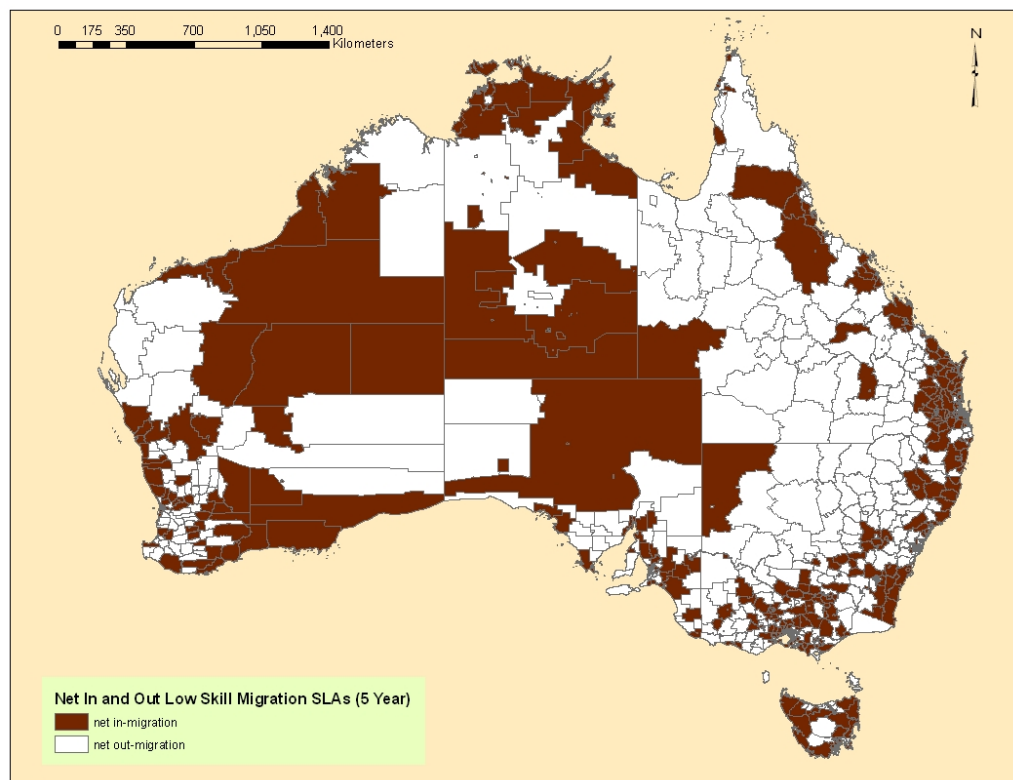 0 175 350 700 1,050 1,400
Kilometers
N
Net In and Out Low Skill Migration SLAs (5 Year)
net in-migration
net out-migration